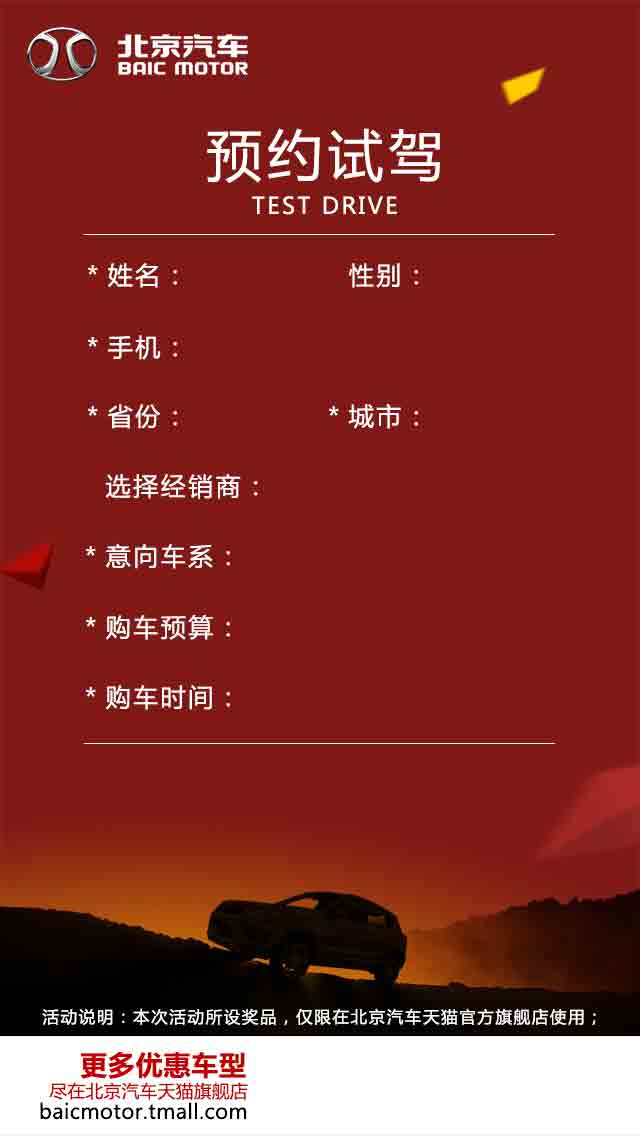 北京汽车
BAIC MOTOR
预约试驾
TEST DRIVE
* 姓名： 性别：
* 手机：
* 省份： * 城市：
选择经销商：
* 意向车系：
* 购车预算：
* 购车时间：
活动说明：本次活动所设奖品，仅限在北京汽车天猫官方旗舰店使用；
更多优惠车型
尽在北京汽车天猫旗舰店
baicmotor.tmall.com